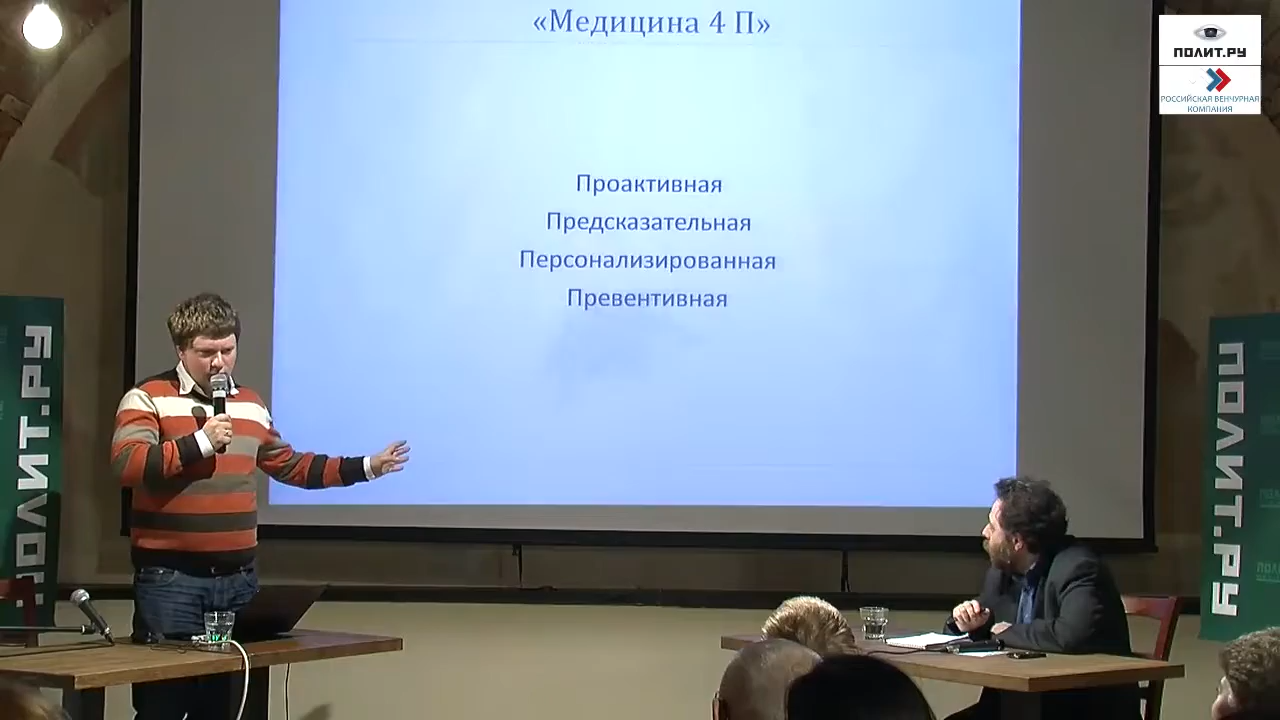 «Медицина 4 П»
Проактивная
Предсказательная
Персонализированная
Превентивная
ПОЛИТ.РУ
РОССИЙСКАЯ ВЕНЧУРНАЯ
КОМПАНИЯ
ПОЛИТ.РУ
ПОЛИТ.РУ